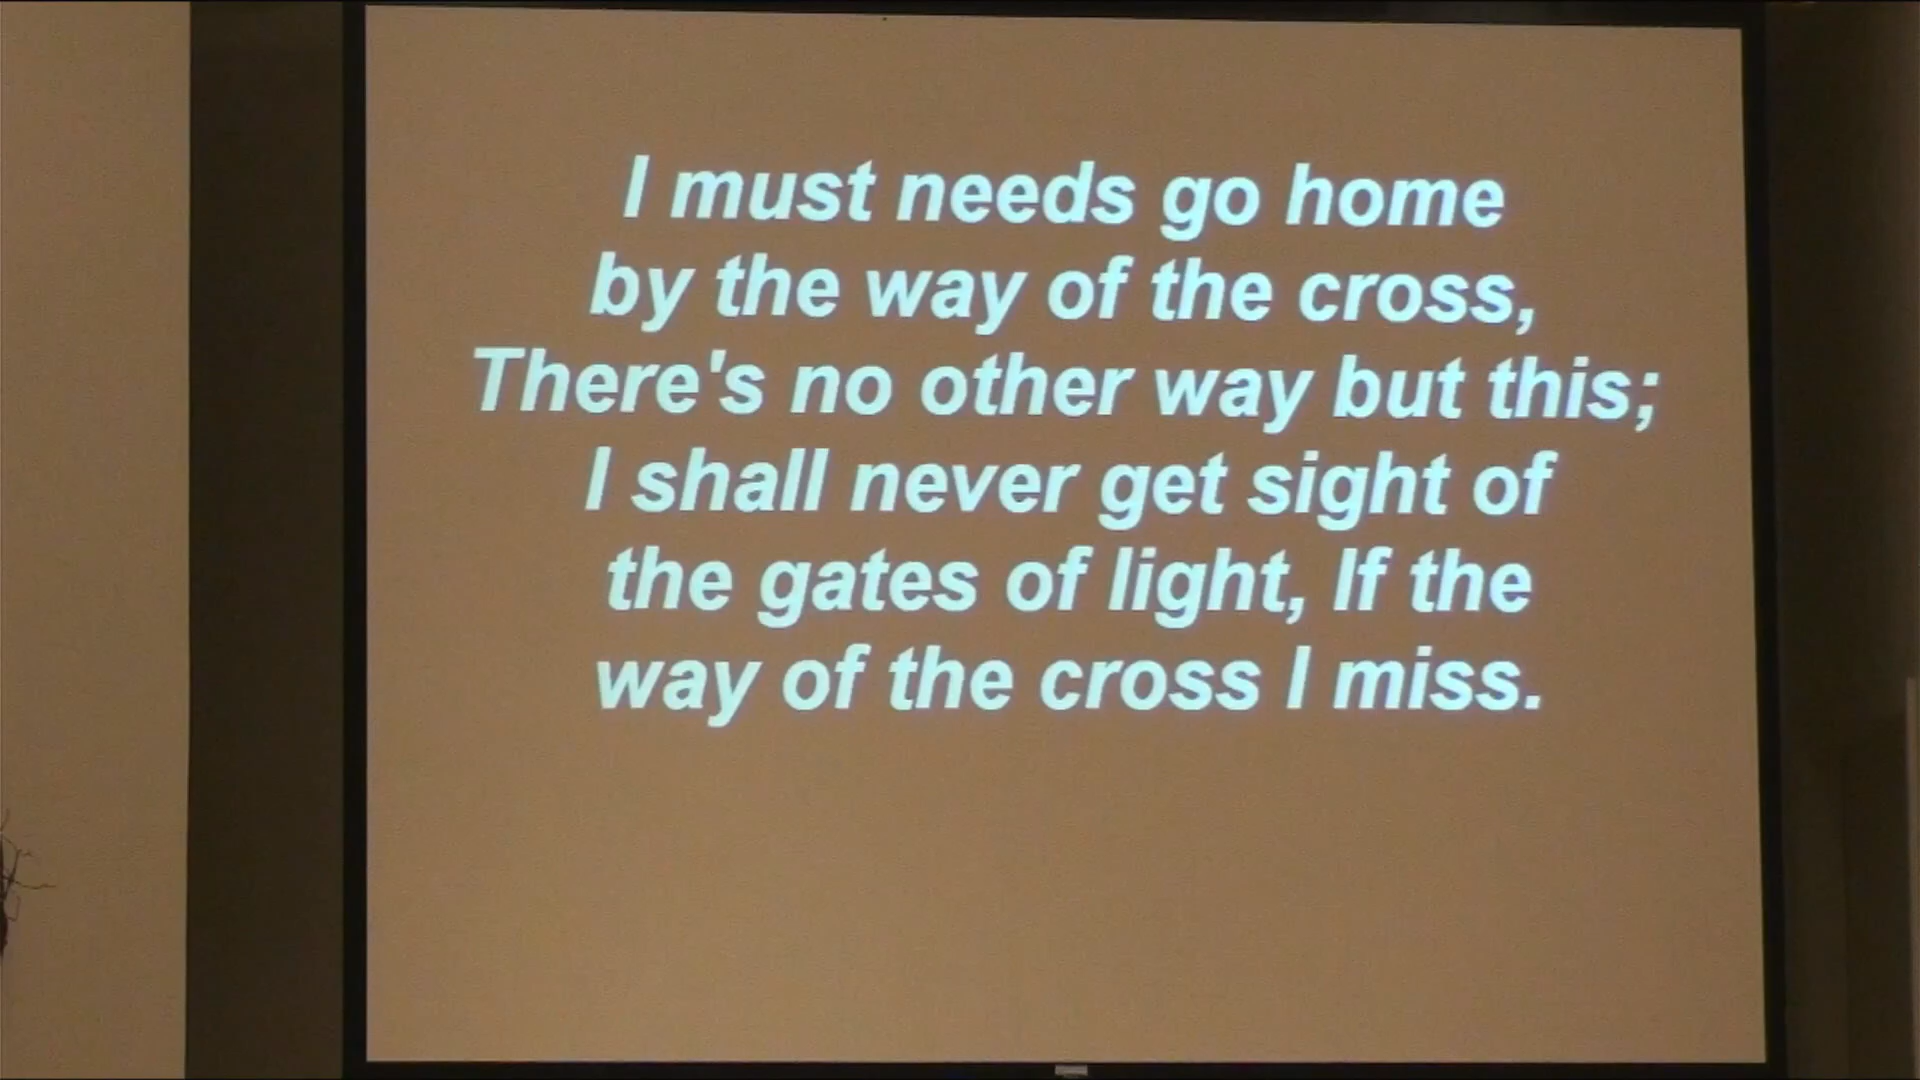 I must needs go home
by the way of the cross,
There's no other way but this;
I shall never get sight of
the gates of light, If the
way of the cross I miss.